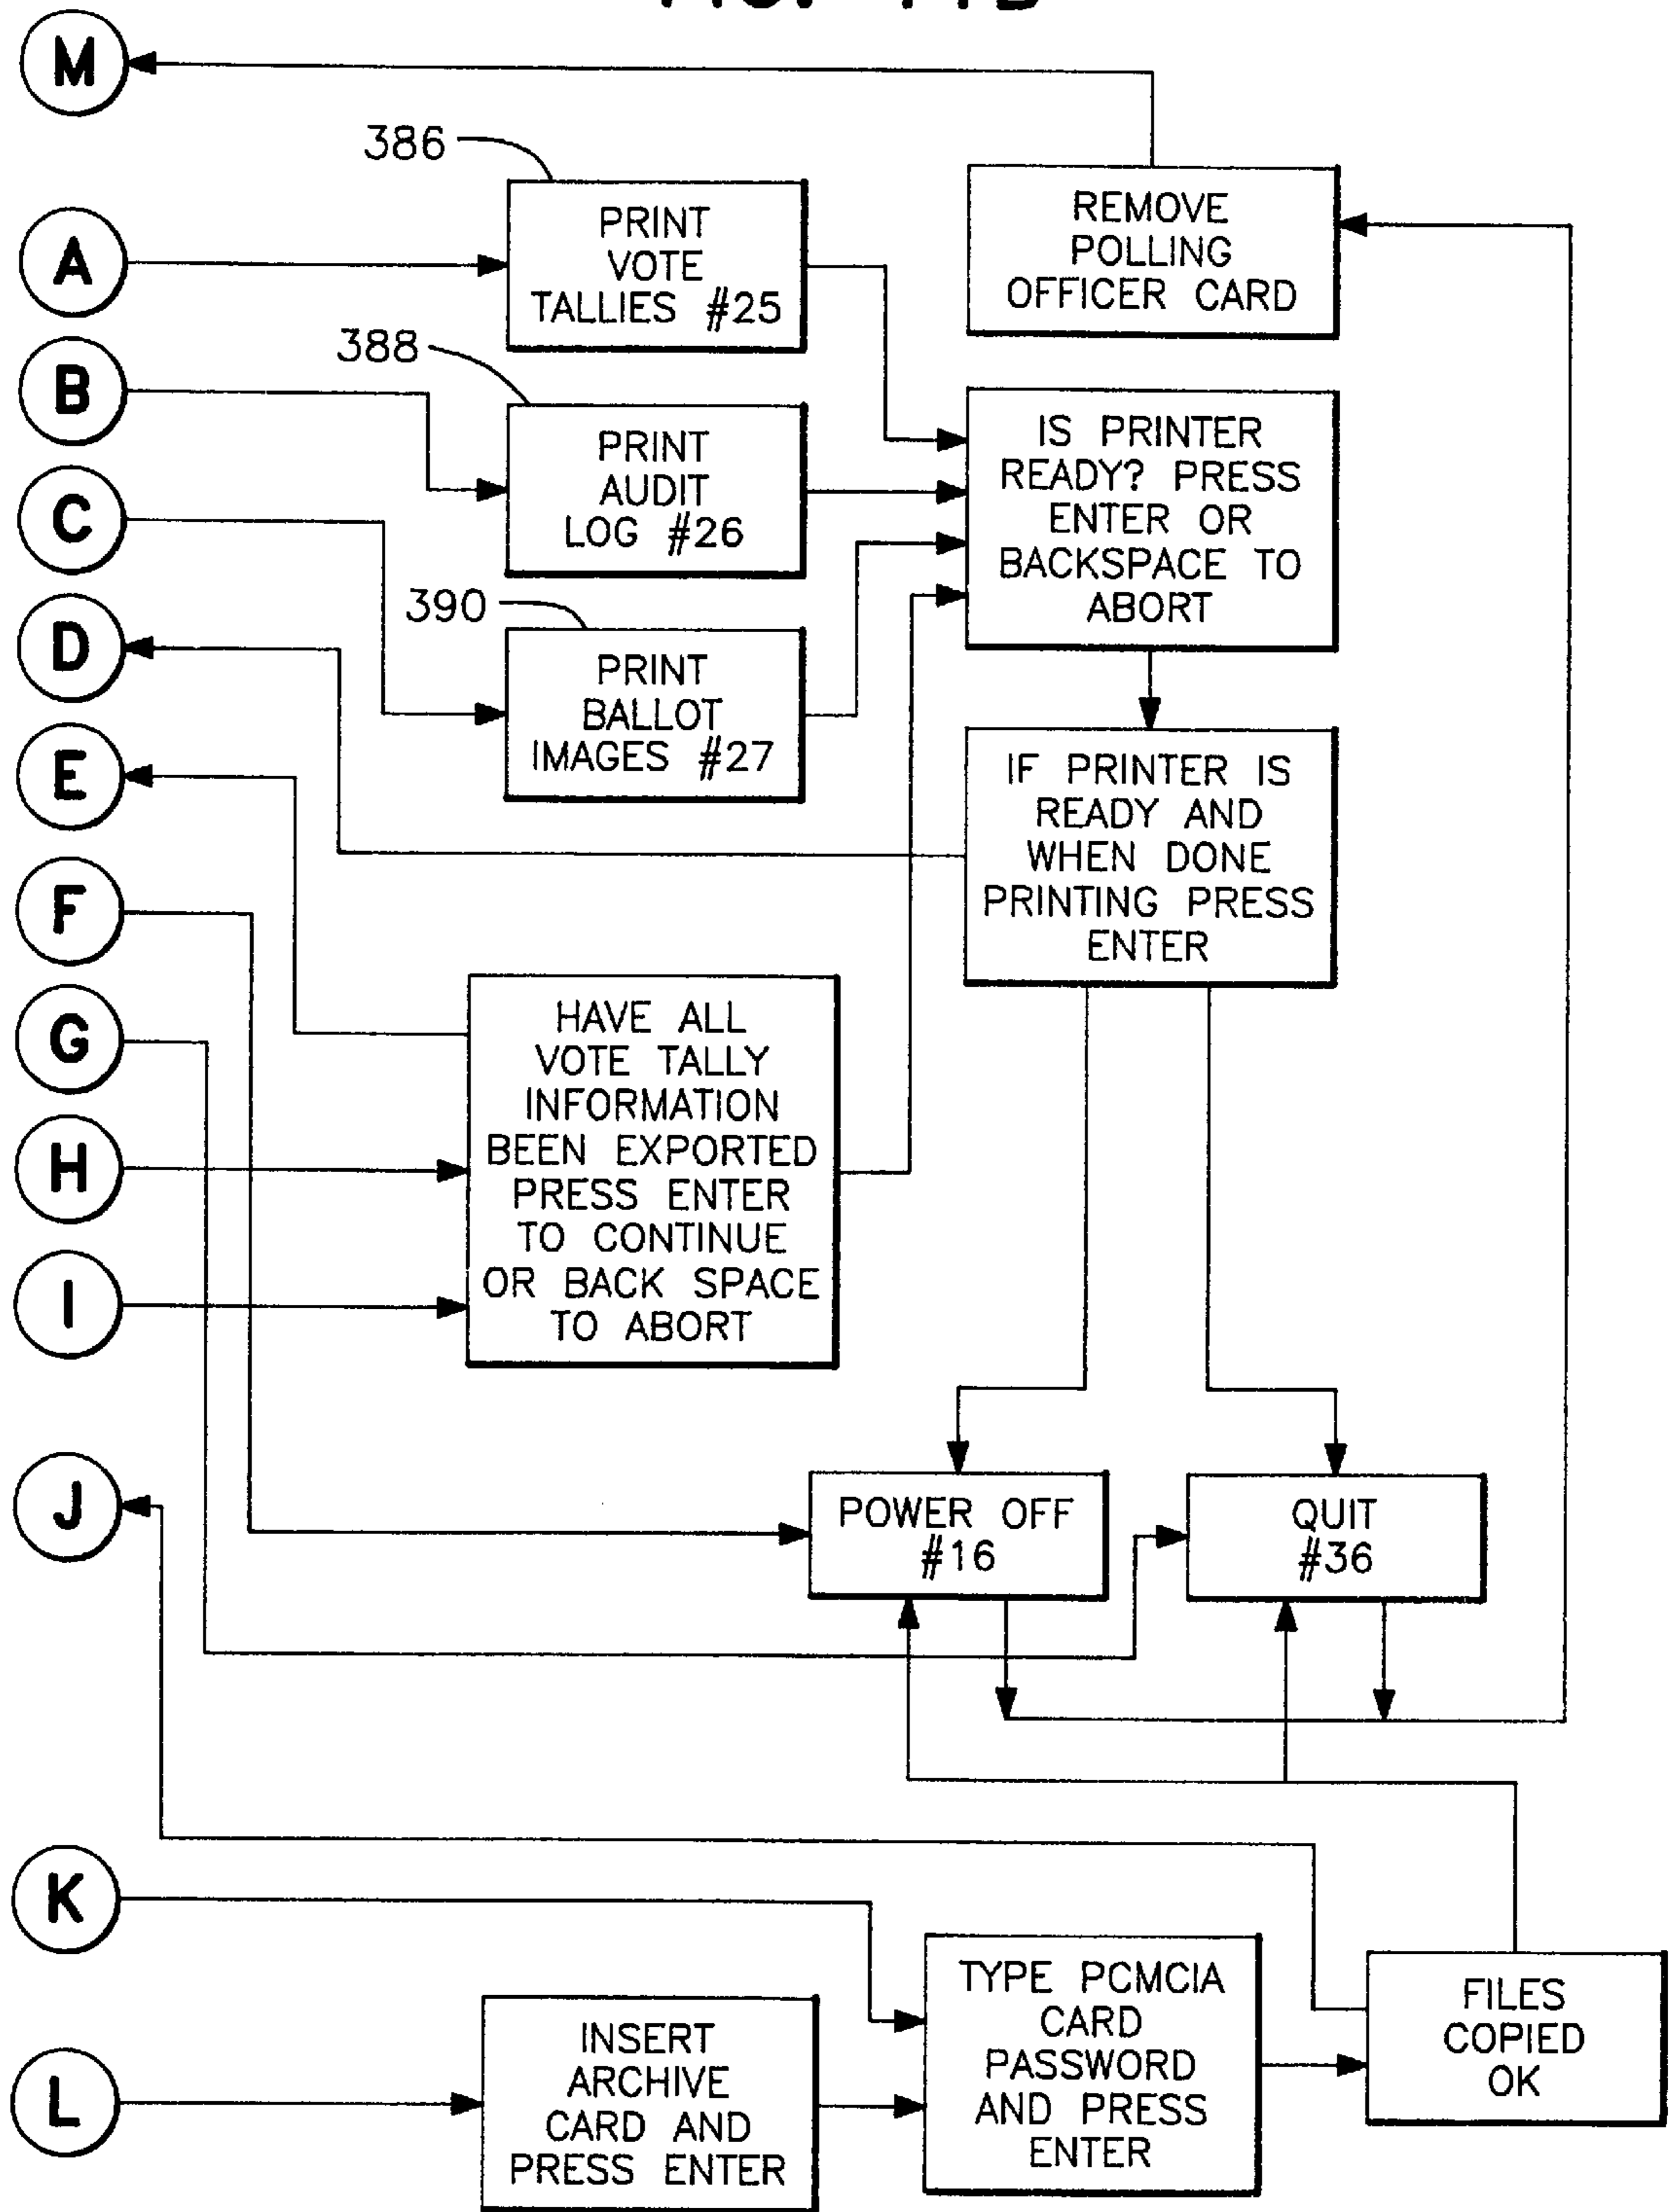 M
386
PRINT
VOTE
TALLIES #25
REMOVE
POLLING
OFFICER CARD
A
388
B
PRINT
AUDIT
LOG #26
IS PRINTER
READY? PRESS
ENTER OR
BACKSPACE TO
ABORT
C
390
D
PRINT
BALLOT
IMAGES #27
E
IF PRINTER IS
READY AND
WHEN DONE
PRINTING PRESS
ENTER
F
G
HAVE ALL
VOTE TALLY
INFORMATION
BEEN EXPORTED
PRESS ENTER
TO CONTINUE
OR BACK SPACE
TO ABORT
H
I
J
POWER OFF
#16
QUIT
#36
K
L
INSERT
ARCHIVE
CARD AND
PRESS ENTER
TYPE PCMCIA
CARD
PASSWORD
AND PRESS
ENTER
FILES
COPIED
OK